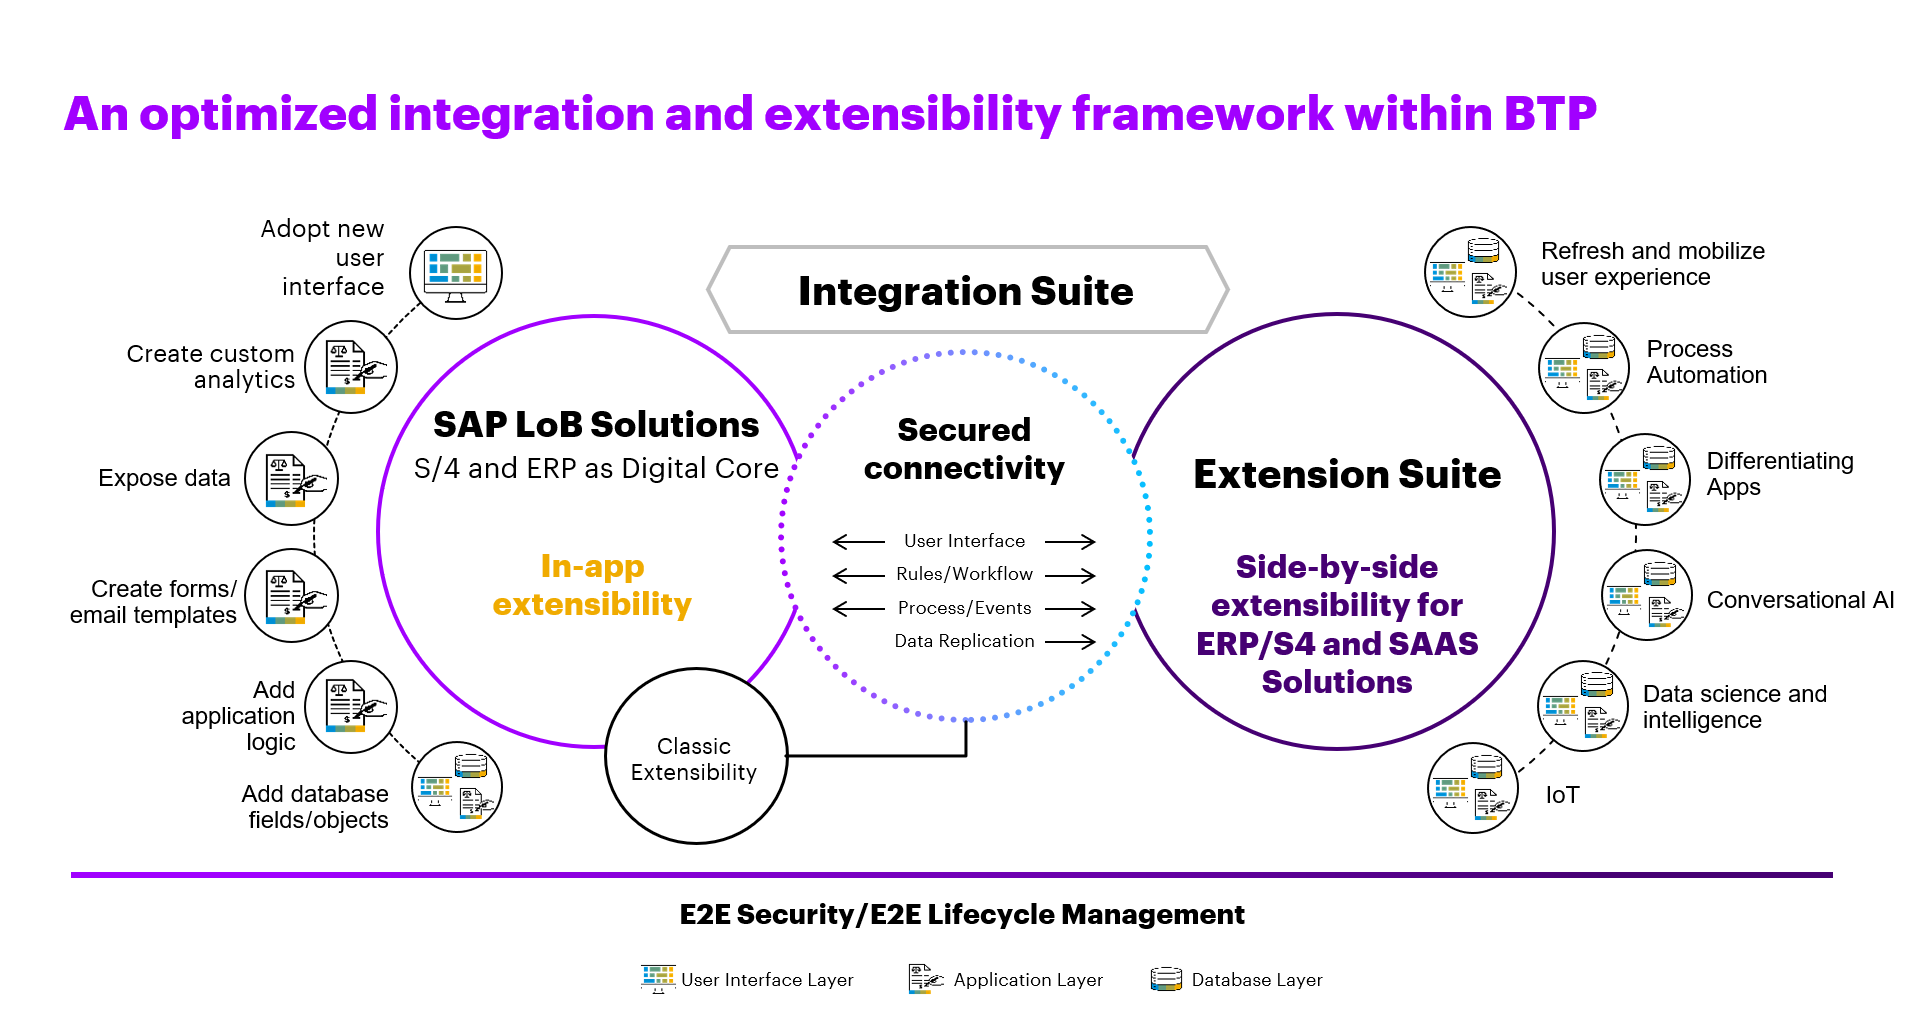 An optimized integration and extensibility framework within BTP
Adopt new
user
interface
Create custom
analytics
Expose data
Create forms/
email templates
Add
application
logic
Add database
fields/objects
SAP LoB Solutions
S/4 and ERP as Digital Core
In-app
extensibility
Classic
Extensibility
Integration Suite
Secured
connectivity
User Interface
Rules/Workflow
Process/Events
Data Replication
Extension Suite
Side-by-side
extensibility for
ERP/S4 and SAAS
Solutions
Refresh and mobilize
user experience
Process
Automation
Differentiating
Apps
Conversational AI
Data science and
intelligence
IoT
E2E Security/E2E Lifecycle Management
User Interface Layer
Application Layer
Database Layer